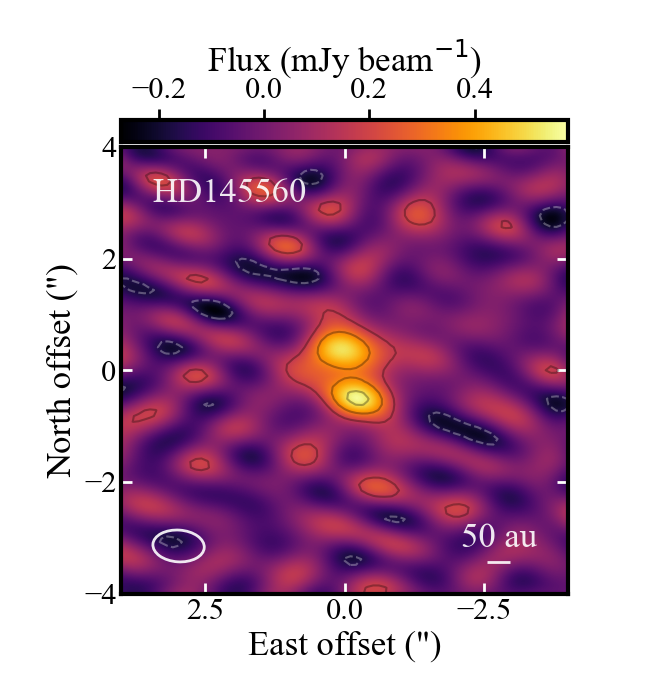 Flux (mJy beam⁻¹)
−0.2 0.0 0.2 0.4
4
HD145560
2
0
−2
−4
North offset (")
50 au
2.5 0.0 −2.5
East offset (")